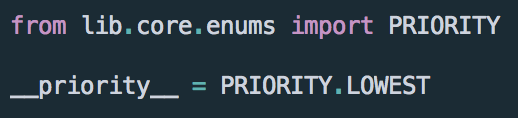 from lib.core.enums import PRIORITY
__priority__ = PRIORITY.LOWEST